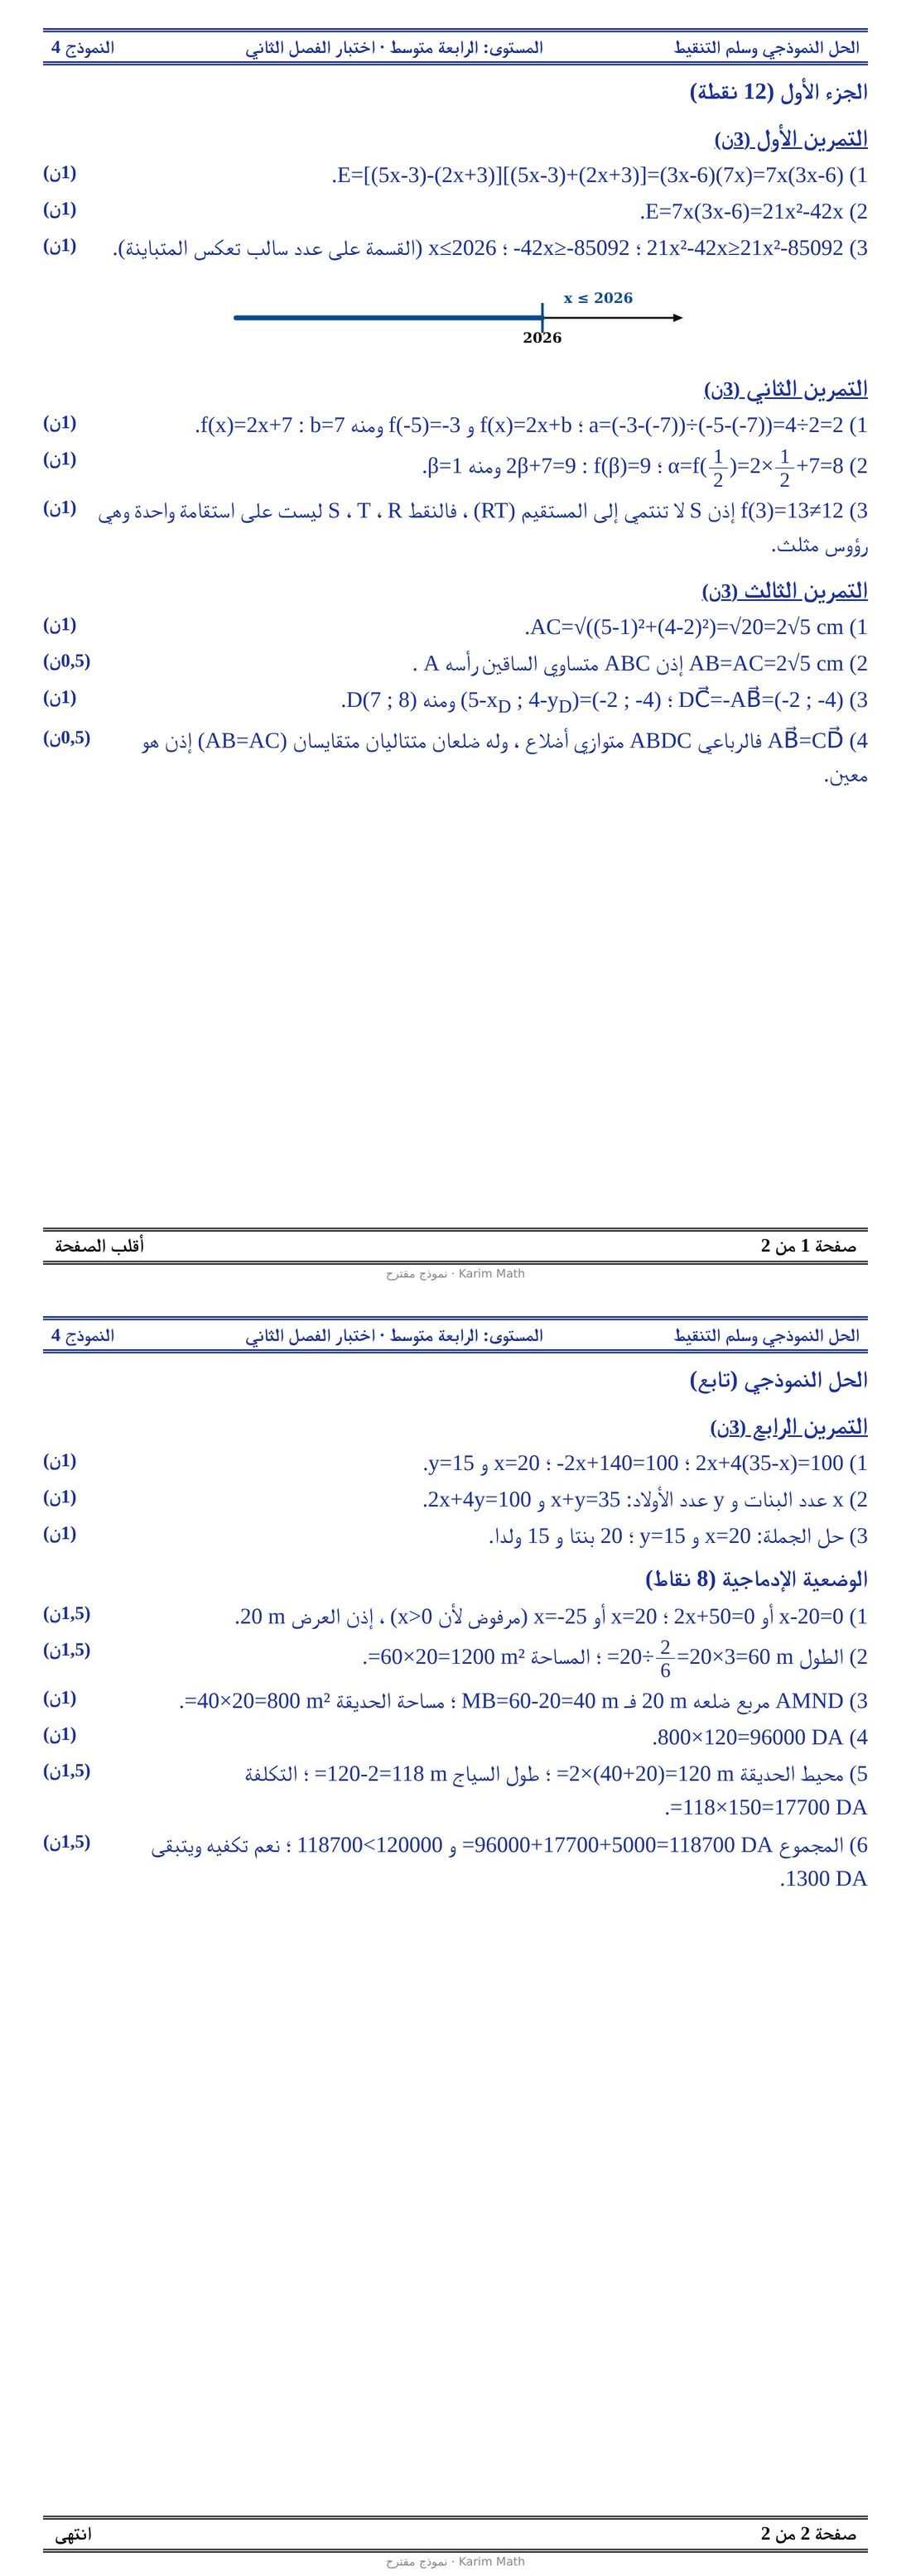 الحل النموذجي وسلم التنقيط المستوى: الرابعة متوسط · اختبار الفصل الثاني النموذج 4
الجزء الأول (12 نقطة)
التمرين الأول (3ن)
1) E=[(5x-3)-(2x+3)][(5x-3)+(2x+3)]=(3x-6)(7x)=7x(3x-6). (1ن)
2) E=7x(3x-6)=21x²-42x. (1ن)
3) 21x²-42x≥21x²-85092 ؛ -42x≥-85092 ؛ x≤2026 (القسمة على عدد سالب تعكس المتباينة). (1ن)
x ≤ 2026
2026
التمرين الثاني (3ن)
1) a=(-3-(-7))÷(-5-(-7))=4÷2=2 ؛ f(x)=2x+b و f(-5)=-3 ومنه b=7 : f(x)=2x+7. (1ن)
2) α=f(1/2)=2×1/2+7=8 ؛ f(β)=9 : 2β+7=9 ومنه β=1. (1ن)
3) f(3)=13≠12 إذن S لا تنتمي إلى المستقيم (RT) ، فالنقط S ، T ، R ليست على استقامة واحدة وهي (1ن)
رؤوس مثلث.
التمرين الثالث (3ن)
1) AC=√((5-1)²+(4-2)²)=√20=2√5 cm. (1ن)
2) AB=AC=2√5 cm إذن ABC متساوي الساقين رأسه A . (0,5ن)
3) DC⃗=-AB⃗=(-2 ; -4) ؛ (5-x_D ; 4-y_D)=(-2 ; -4) ومنه D(7 ; 8). (1ن)
4) AB⃗=CD⃗ فالرباعي ABDC متوازي أضلاع ، وله ضلعان متتاليان متقايسان (AB=AC) إذن هو (0,5ن)
معين.
صفحة 1 من 2 أقلب الصفحة
Karim Math · نموذج مقترح
الحل النموذجي وسلم التنقيط المستوى: الرابعة متوسط · اختبار الفصل الثاني النموذج 4
الحل النموذجي (تابع)
التمرين الرابع (3ن)
1) 2x+4(35-x)=100 ؛ -2x+140=100 ؛ x=20 و y=15. (1ن)
2) x عدد البنات و y عدد الأولاد: x+y=35 و 2x+4y=100. (1ن)
3) حل الجملة: x=20 و y=15 ؛ 20 بنتا و 15 ولدا. (1ن)
الوضعية الإدماجية (8 نقاط)
1) x-20=0 أو 2x+50=0 ؛ x=20 أو x=-25 (مرفوض لأن x>0) ، إذن العرض 20 m. (1,5ن)
2) الطول =20÷2/6=20×3=60 m ؛ المساحة =60×20=1200 m². (1,5ن)
3) AMND مربع ضلعه 20 m فـ MB=60-20=40 m ؛ مساحة الحديقة =40×20=800 m². (1ن)
4) 800×120=96000 DA. (1ن)
5) محيط الحديقة =2×(40+20)=120 m ؛ طول السياج =120-2=118 m ؛ التكلفة (1,5ن)
=118×150=17700 DA.
6) المجموع =96000+17700+5000=118700 DA و 118700<120000 ؛ نعم تكفيه ويتبقى (1,5ن)
1300 DA.
صفحة 2 من 2 انتهى
Karim Math · نموذج مقترح